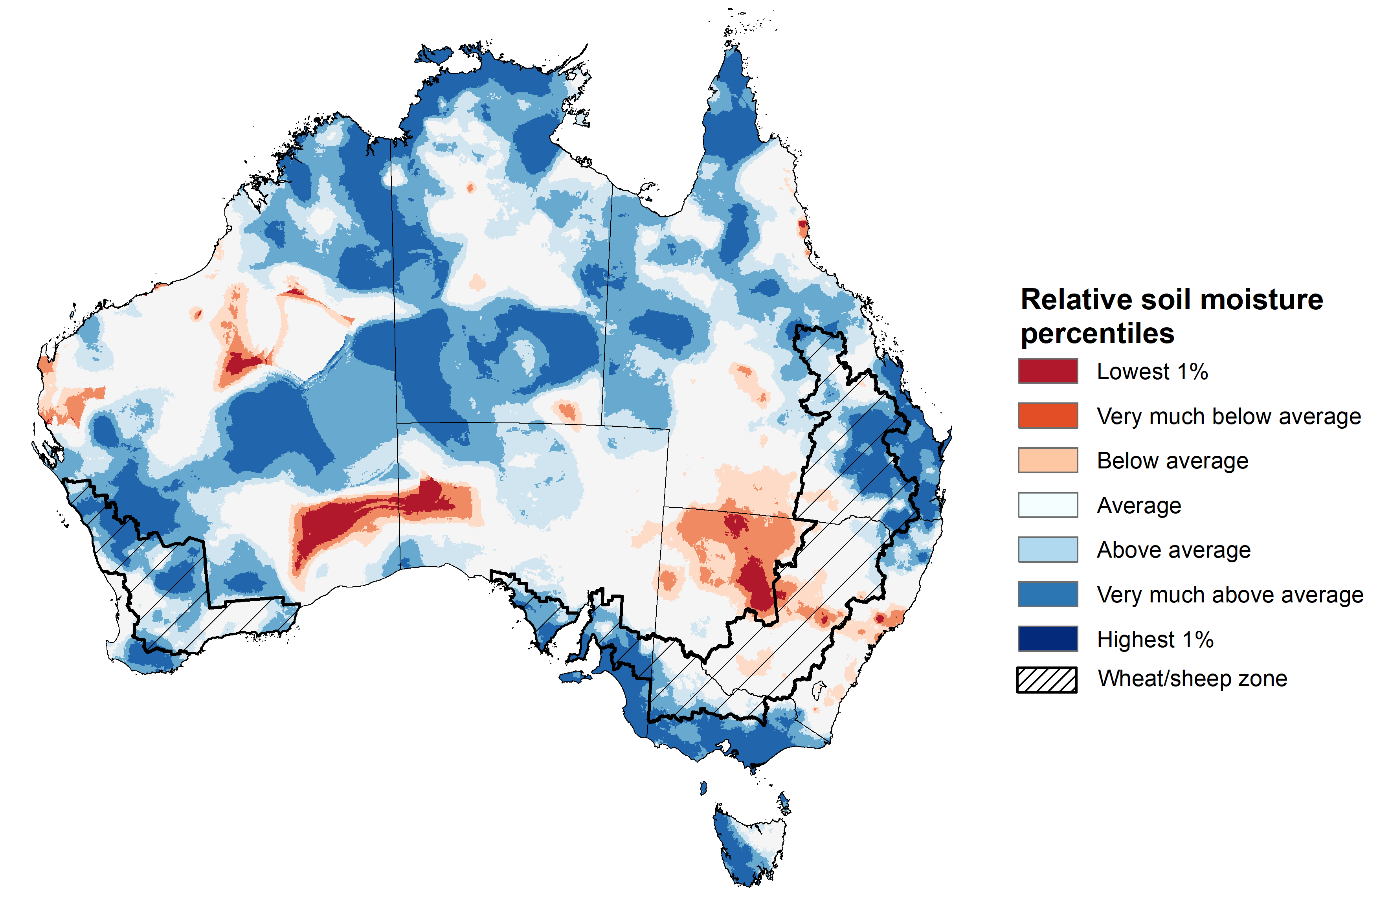 Relative soil moisture
percentiles
Lowest 1%
Very much below average
Below average
Average
Above average
Very much above average
Highest 1%
Wheat/sheep zone